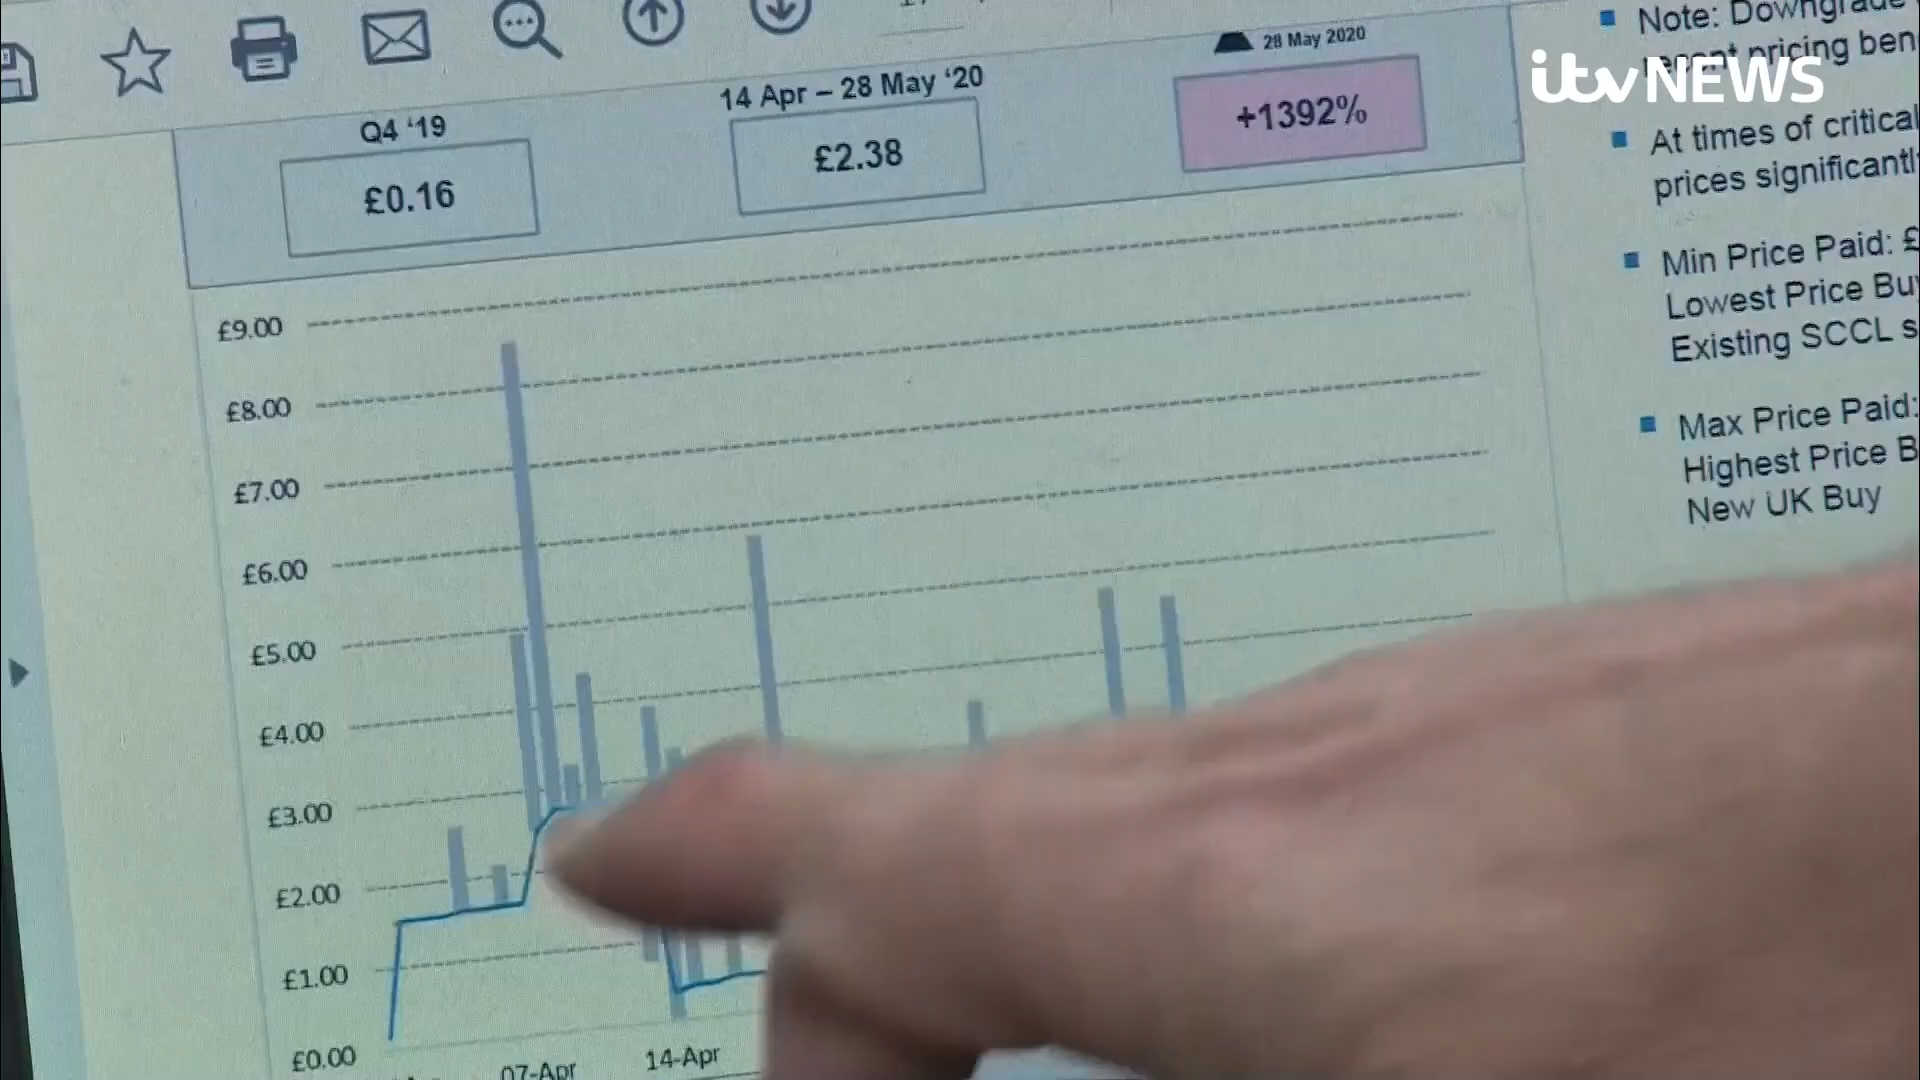 28 May 2020
14 Apr – 28 May ‘20
Q4 ‘19
+1392%
£2.38
£0.16
£9.00
£8.00
£7.00
£6.00
£5.00
£4.00
£3.00
£2.00
£1.00
£0.00
07-Apr
14-Apr
Note:
recent pricing
itv NEWS
At times of critical
prices
Min Price Paid: £
Lowest Price
Existing SCCL
Max Price Paid:
Highest Price
New UK Buy